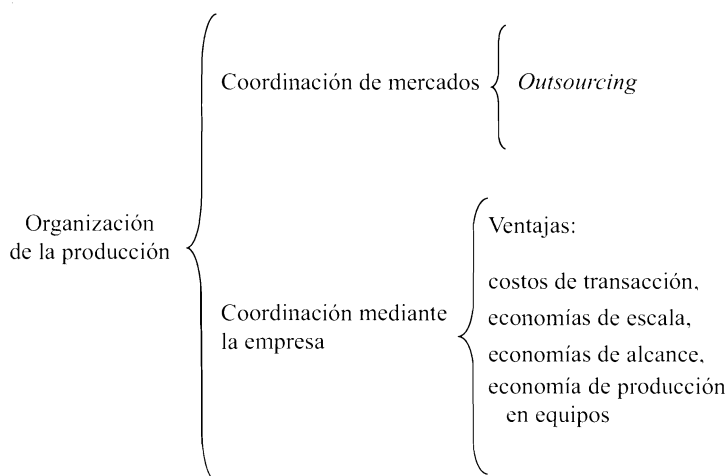 Organización
de la producción
Coordinación de mercados
Outsourcing
Coordinación mediante
la empresa
Ventajas:
costos de transacción,
economías de escala,
economías de alcance,
economía de producción
en equipos